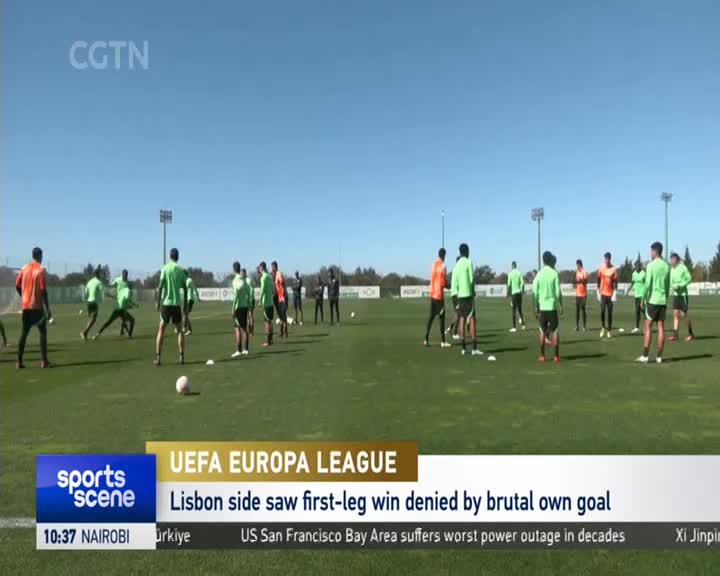 CGTN
UEFA EUROPA LEAGUE
sports
scene
Lisbon side saw first-leg win denied by brutal own goal
10:37 NAIROBI
ürkiye US San Francisco Bay Area suffers worst power outage in decades Xi Jinpi